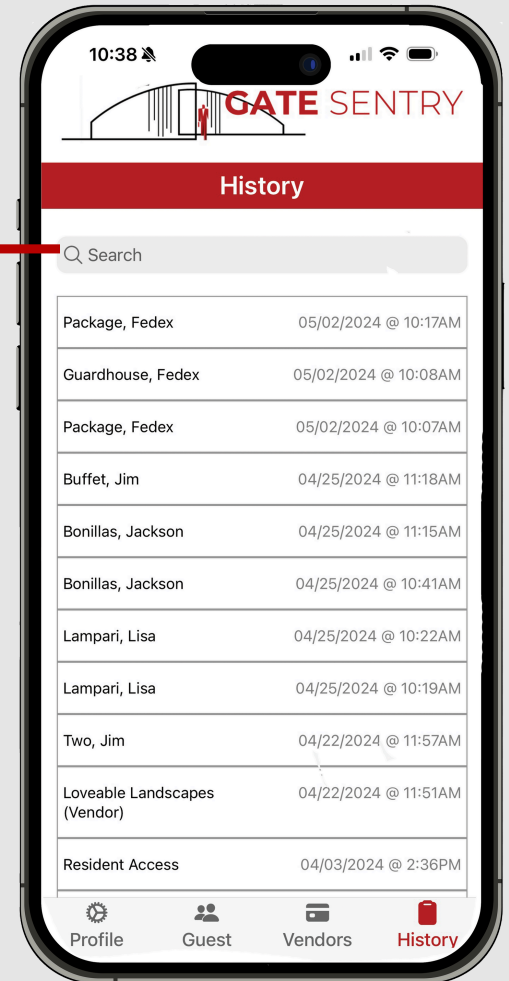 10:38
GATE SENTRY
History
Search
Package, Fedex 05/02/2024 @ 10:17AM
Guardhouse, Fedex 05/02/2024 @ 10:08AM
Package, Fedex 05/02/2024 @ 10:07AM
Buffet, Jim 04/25/2024 @ 11:18AM
Bonillas, Jackson 04/25/2024 @ 11:15AM
Bonillas, Jackson 04/25/2024 @ 10:41AM
Lampari, Lisa 04/25/2024 @ 10:22AM
Lampari, Lisa 04/25/2024 @ 10:19AM
Two, Jim 04/22/2024 @ 11:57AM
Loveable Landscapes 04/22/2024 @ 11:51AM
(Vendor)
Resident Access 04/03/2024 @ 2:36PM
Profile Guest Vendors History